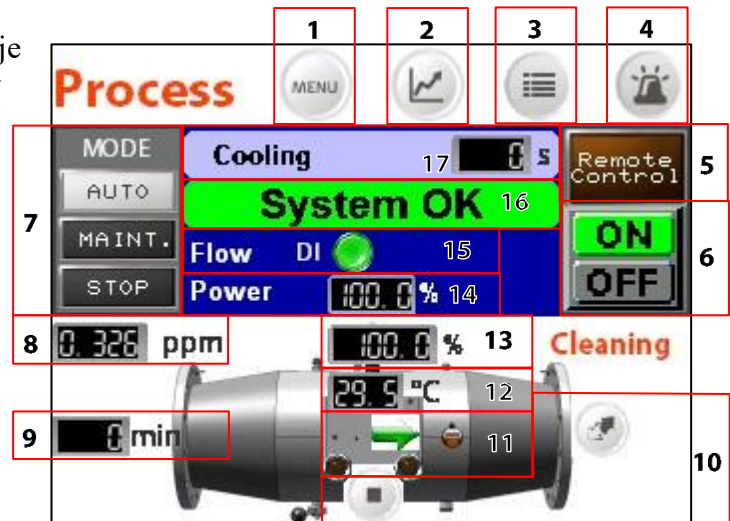 1 2 3 4
je
Process MENU
MODE
AUTO
MAINT.
STOP
7
Cooling 17 0 s
System OK 16
Flow DI 15
Power 100.0 % 14
Remote
Control
5
ON
OFF
6
8 0.326 ppm
100.0 % 13
Cleaning
29.5 °C 12
9 0 min
11
10